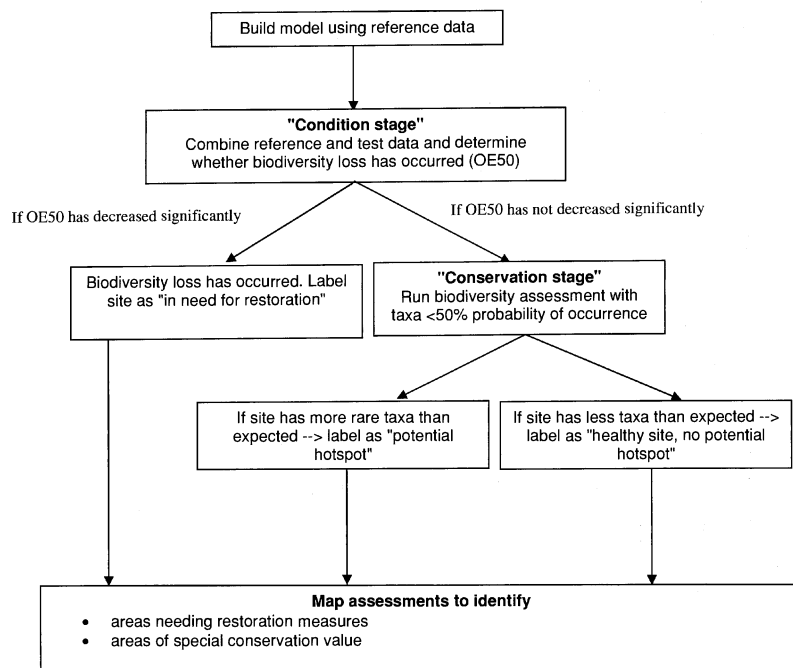 Build model using reference data
"Condition stage"
Combine reference and test data and determine
whether biodiversity loss has occurred (OE50)
If OE50 has decreased significantly
If OE50 has not decreased significantly
Biodiversity loss has occurred. Label
site as "in need for restoration"
"Conservation stage"
Run biodiversity assessment with
taxa <50% probability of occurrence
If site has more rare taxa than
expected --> label as "potential
hotspot"
If site has less taxa than expected -->
label as "healthy site, no potential
hotspot"
Map assessments to identify
• areas needing restoration measures
• areas of special conservation value